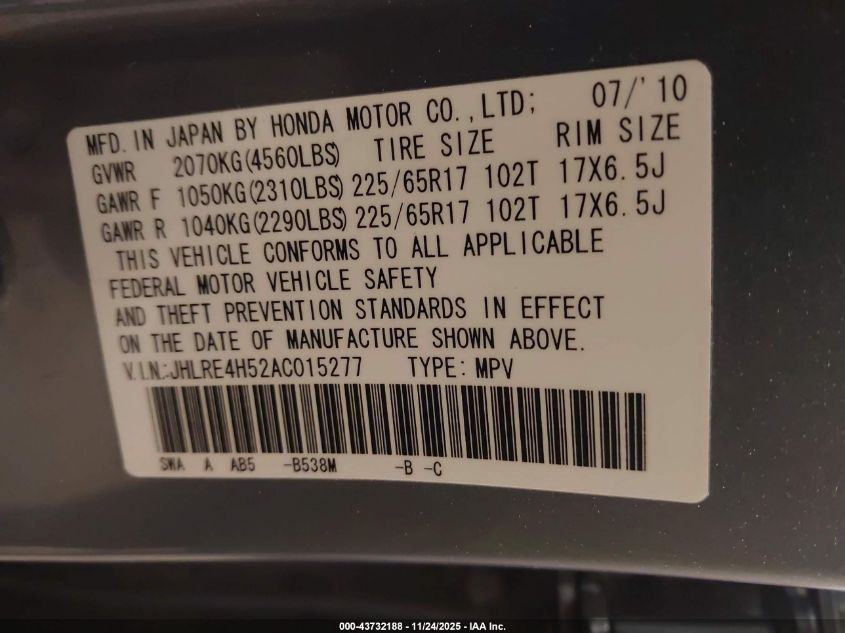 MFD. IN JAPAN BY HONDA MOTOR CO.,LTD; 07/'10
GVWR 2070KG(4560LBS) TIRE SIZE RIM SIZE
GAWR F 1050KG(2310LBS) 225/65R17 102T 17X6.5J
GAWR R 1040KG(2290LBS) 225/65R17 102T 17X6.5J
THIS VEHICLE CONFORMS TO ALL APPLICABLE
FEDERAL MOTOR VEHICLE SAFETY
AND THEFT PREVENTION STANDARDS IN EFFECT
ON THE DATE OF MANUFACTURE SHOWN ABOVE.
V.I.N.:JHLRE4H52AC015277 TYPE: MPV
SWA A AB5 -B538M -B -C
000-43732188 - 11/24/2025 - IAA Inc.